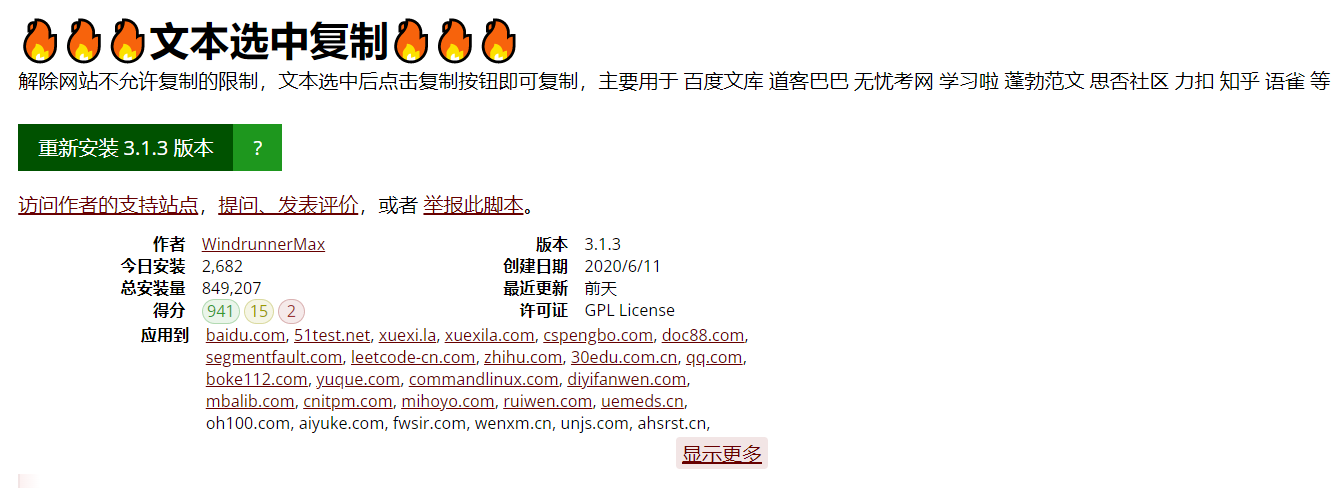 🔥🔥🔥文本选中复制🔥🔥🔥
解除网站不允许复制的限制，文本选中后点击复制按钮即可复制，主要用于 百度文库 道客巴巴 无忧考网 学习啦 蓬勃范文 思否社区 力扣 知乎 语雀 等
重新安装 3.1.3 版本 ?
访问作者的支持站点，提问、发表评价，或者 举报此脚本。
作者 WindrunnerMax 版本 3.1.3
今日安装 2,682 创建日期 2020/6/11
总安装量 849,207 最近更新 前天
得分 941 15 2 许可证 GPL License
应用到 baidu.com, 51test.net, xuexi.la, xuexila.com, cspengbo.com, doc88.com,
segmentfault.com, leetcode-cn.com, zhihu.com, 30edu.com.cn, qq.com,
boke112.com, yuque.com, commandlinux.com, diyifanwen.com,
mbalib.com, cnitpm.com, mihoyo.com, ruiwen.com, uemeds.cn,
oh100.com, aiyuke.com, fwsir.com, wenxm.cn, unjs.com, ahsrst.cn,
显示更多